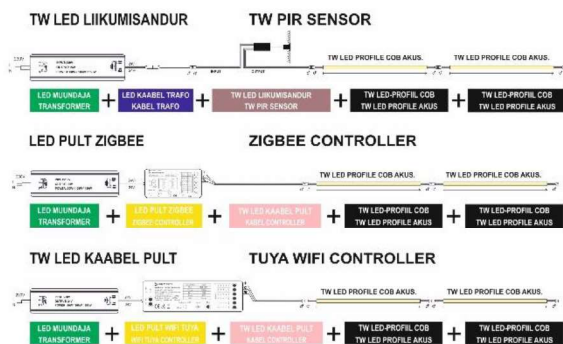 TW LED LIIKUMISANDUR
TW PIR SENSOR
230V
INPUT
OUTPUT
TW LED PROFILE COB AKUS.
TW LED PROFILE COB AKUS.
LED MUUNDAJA
TRANSFORMER
+
LED KAABEL TRAFO
KABEL TRAFO
+
TW LED LIIKUMISANDUR
TW PIR SENSOR
+
TW LED-PROFIIL COB
TW LED PROFILE AKUS
+
TW LED-PROFIIL COB
TW LED PROFILE AKUS
LED PULT ZIGBEE
ZIGBEE CONTROLLER
TW LED PROFILE COB AKUS.
TW LED PROFILE COB AKUS.
LED MUUNDAJA
TRANSFORMER
+
LED PULT ZIGBEE
ZIGBEE CONTROLLER
+
TW LED KAABEL PULT
KABEL CONTROLLER
+
TW LED-PROFIIL COB
TW LED PROFILE AKUS
+
TW LED-PROFIIL COB
TW LED PROFILE AKUS
TW LED KAABEL PULT
TUYA WIFI CONTROLLER
TW LED PROFILE COB AKUS.
TW LED PROFILE COB AKUS.
LED MUUNDAJA
TRANSFORMER
+
LED PULT WIFI TUYA
WIFI TUYA CONTROLLER
+
TW LED KAABEL PULT
KABEL CONTROLLER
+
TW LED-PROFIIL COB
TW LED PROFILE AKUS
+
TW LED-PROFIIL COB
TW LED PROFILE AKUS